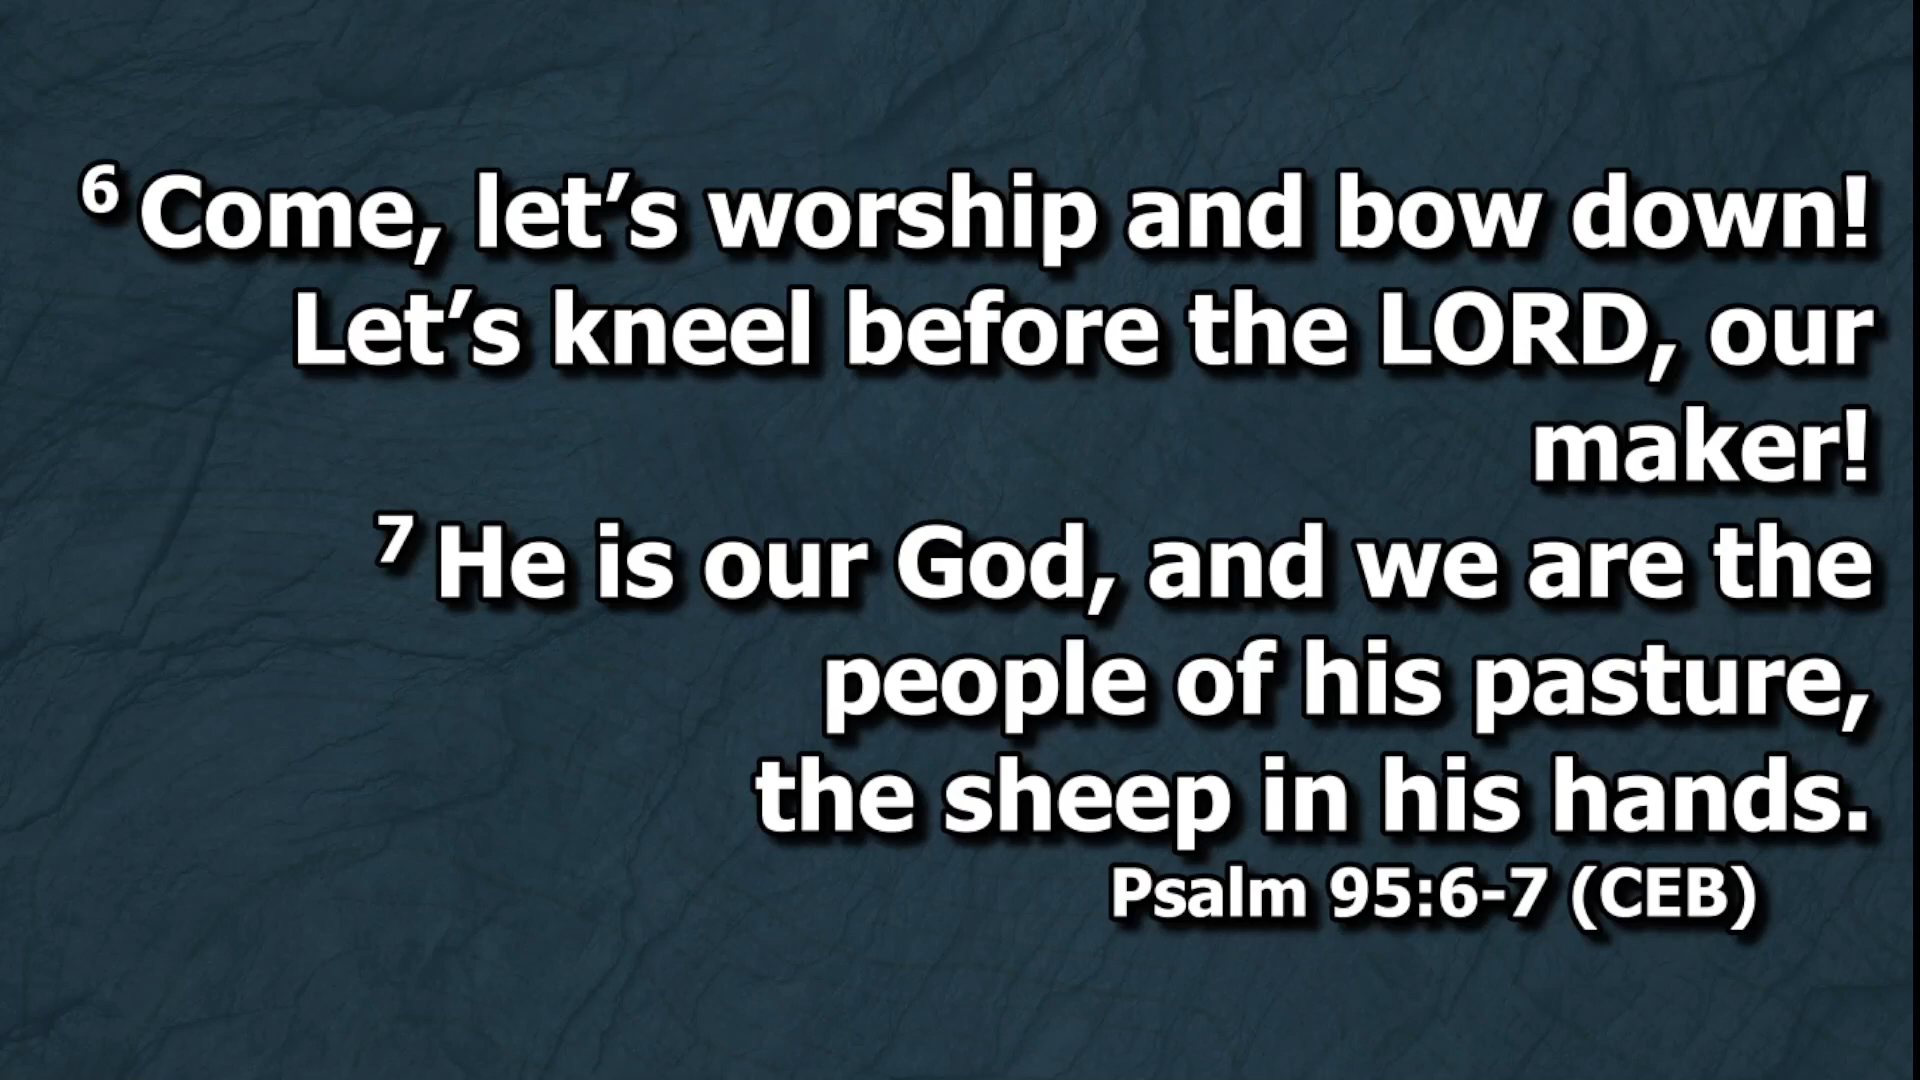 6 Come, let’s worship and bow down!
Let’s kneel before the LORD, our
maker!
7 He is our God, and we are the
people of his pasture,
the sheep in his hands.
Psalm 95:6-7 (CEB)